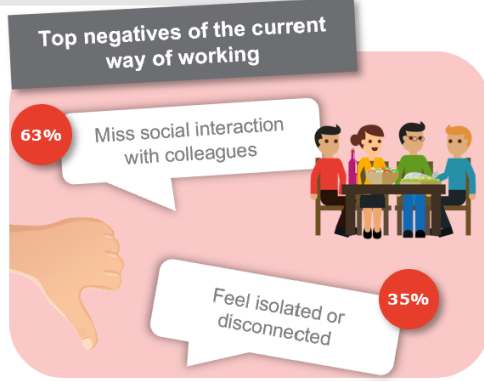 Top negatives of the current
way of working
63%
Miss social interaction
with colleagues
Feel isolated or
disconnected
35%